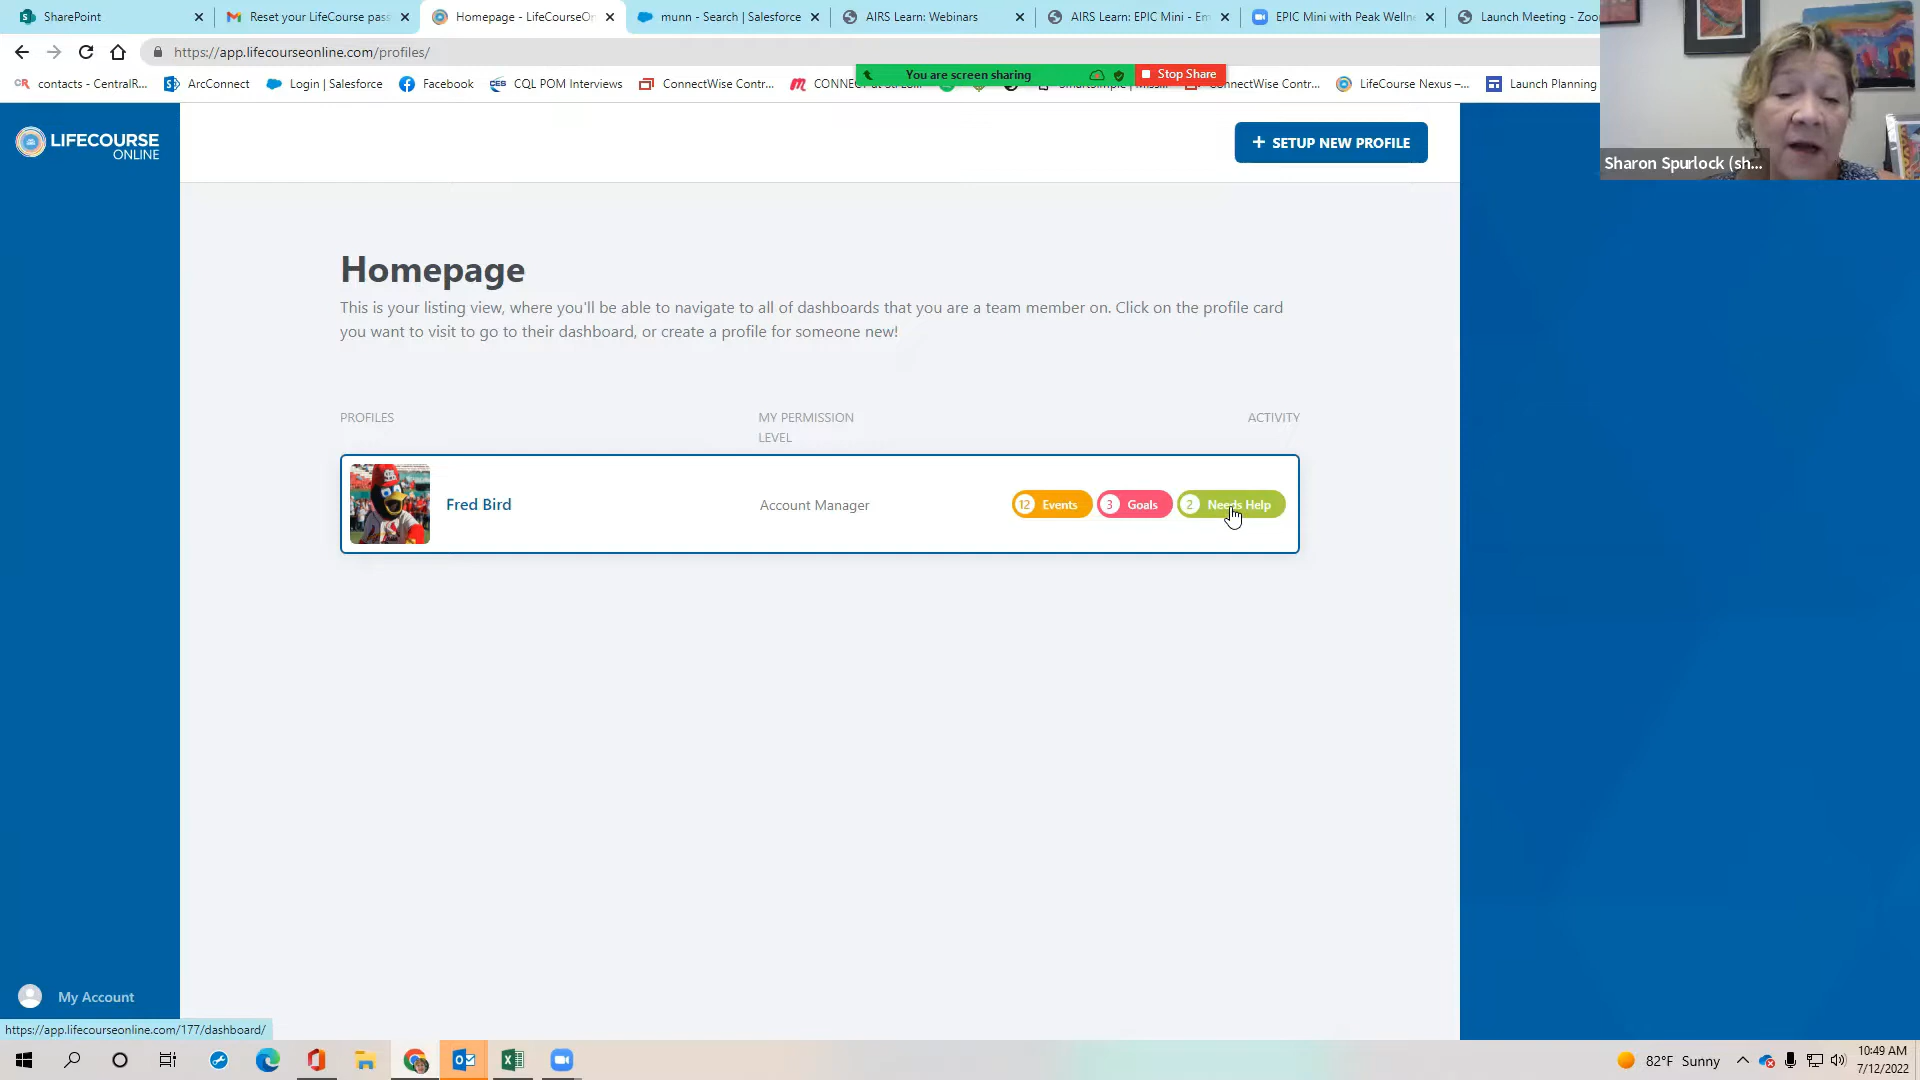 SharePoint
Reset your LifeCourse pass
Homepage - LifeCourseOn
munn - Search | Salesforce
AIRS Learn: Webinars
AIRS Learn: EPIC Mini - Em
EPIC Mini with Peak Wellne
Launch Meeting - Zoo
https://app.lifecourseonline.com/profiles/
You are screen sharing
Stop Share
contacts - CentralR...
ArcConnect
Login | Salesforce
Facebook
CQL POM Interviews
ConnectWise Contr...
ConnectWise Contr...
LifeCourse Nexus –...
Launch Planning
Sharon Spurlock (sh...
LIFECOURSE
ONLINE
+ SETUP NEW PROFILE
Homepage
This is your listing view, where you'll be able to navigate to all of dashboards that you are a team member on. Click on the profile card
you want to visit to go to their dashboard, or create a profile for someone new!
PROFILES
MY PERMISSION
LEVEL
ACTIVITY
Fred Bird
Account Manager
12 Events
3 Goals
2 Needs Help
My Account
https://app.lifecourseonline.com/177/dashboard/
82°F Sunny
10:49 AM
7/12/2022